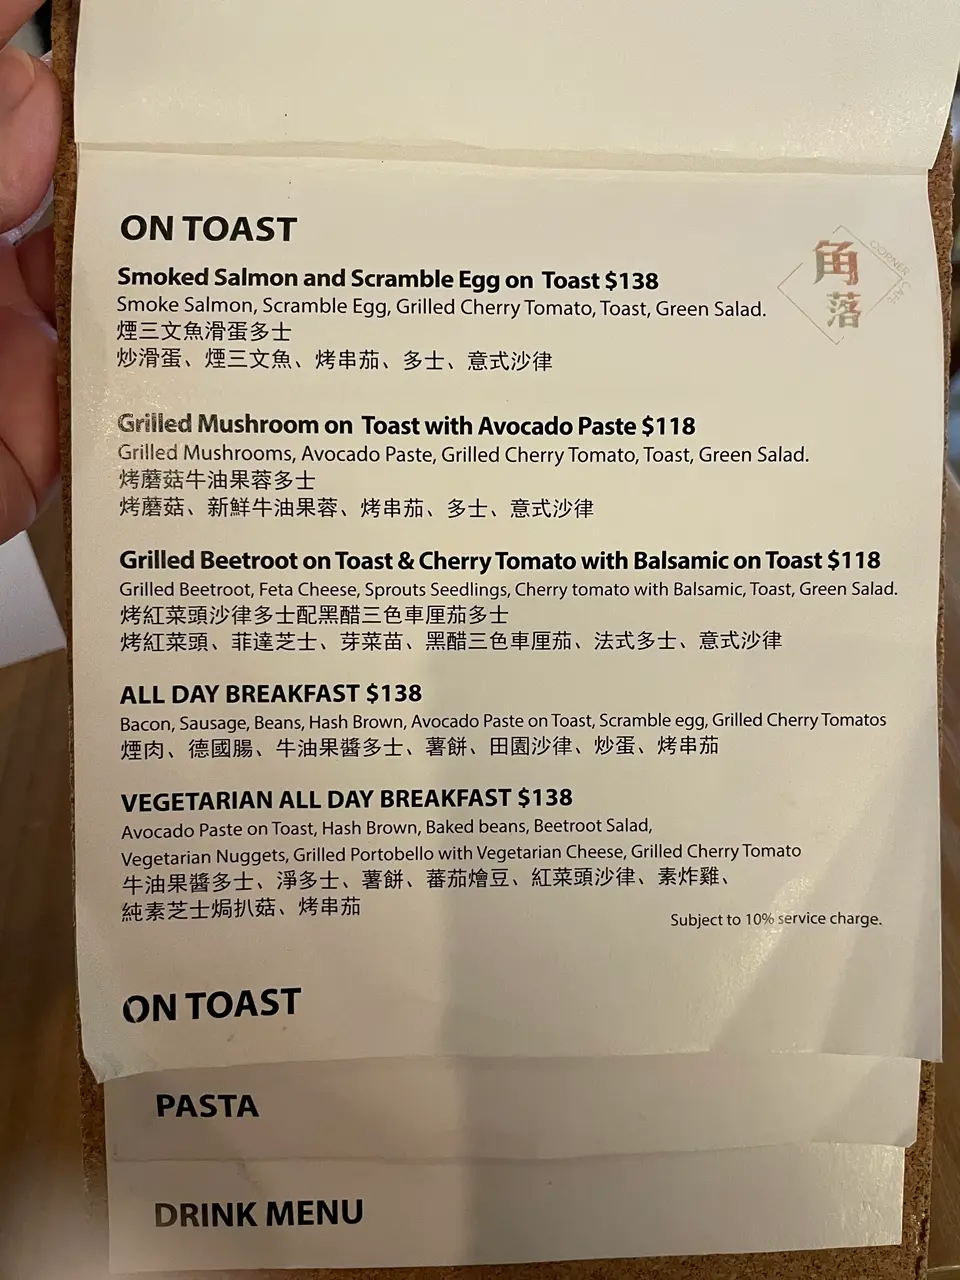 ON TOAST
角落
CORNER CAFE
Smoked Salmon and Scramble Egg on Toast $138
Smoke Salmon, Scramble Egg, Grilled Cherry Tomato, Toast, Green Salad.
煙三文魚滑蛋多士
炒滑蛋、煙三文魚、烤串茄、多士、意式沙律
Grilled Mushroom on Toast with Avocado Paste $118
Grilled Mushrooms, Avocado Paste, Grilled Cherry Tomato, Toast, Green Salad.
烤蘑菇牛油果蓉多士
烤蘑菇、新鮮牛油果蓉、烤串茄、多士、意式沙律
Grilled Beetroot on Toast & Cherry Tomato with Balsamic on Toast $118
Grilled Beetroot, Feta Cheese, Sprouts Seedlings, Cherry tomato with Balsamic, Toast, Green Salad.
烤紅菜頭沙律多士配黑醋三色車厘茄多士
烤紅菜頭、菲達芝士、芽菜苗、黑醋三色車厘茄、法式多士、意式沙律
ALL DAY BREAKFAST $138
Bacon, Sausage, Beans, Hash Brown, Avocado Paste on Toast, Scramble egg, Grilled Cherry Tomatos
煙肉、德國腸、牛油果醬多士、薯餅、田園沙律、炒蛋、烤串茄
VEGETARIAN ALL DAY BREAKFAST $138
Avocado Paste on Toast, Hash Brown, Baked beans, Beetroot Salad,
Vegetarian Nuggets, Grilled Portobello with Vegetarian Cheese, Grilled Cherry Tomato
牛油果醬多士、淨多士、薯餅、蕃茄燴豆、紅菜頭沙律、素炸雞、
純素芝士焗扒菇、烤串茄
Subject to 10% service charge.
ON TOAST
PASTA
DRINK MENU